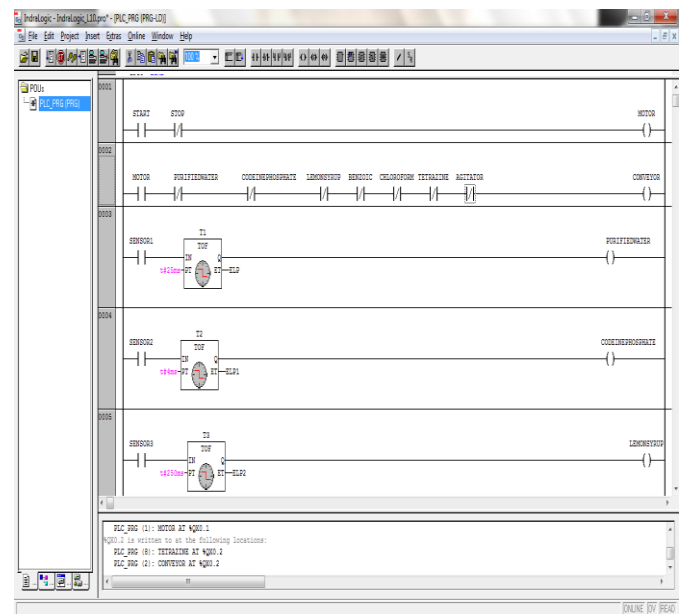 IndraLogic - IndraLogic_L10.pro* - [PLC_PRG (PRG-LD)]
File Edit Project Insert Extras Online Window Help
POUs
PLC_PRG (PRG)
0001
START STOP MOTOR
0002
MOTOR PURIFIEDWATER CODEINEPHOSPHATE LEMONSYRUP BENZOIC CHLOROFORM TETRAZINE AGITATOR CONVEYOR
0003
T1
SENSOR1 TOF PURIFIEDWATER
IN Q
t#25ms PT ET ELP
0004
T2
SENSOR2 TOF CODEINEPHOSPHATE
IN Q
t#4ms PT ET ELP1
0005
T3
SENSOR3 TOF LEMONSYRUP
IN Q
t#250ms PT ET ELP2
PLC_PRG (1): MOTOR AT %QX0.1
%QX0.2 is written to at the following locations:
PLC_PRG (8): TETRAZINE AT %QX0.2
PLC_PRG (2): CONVEYOR AT %QX0.2
ONLINE OV READ